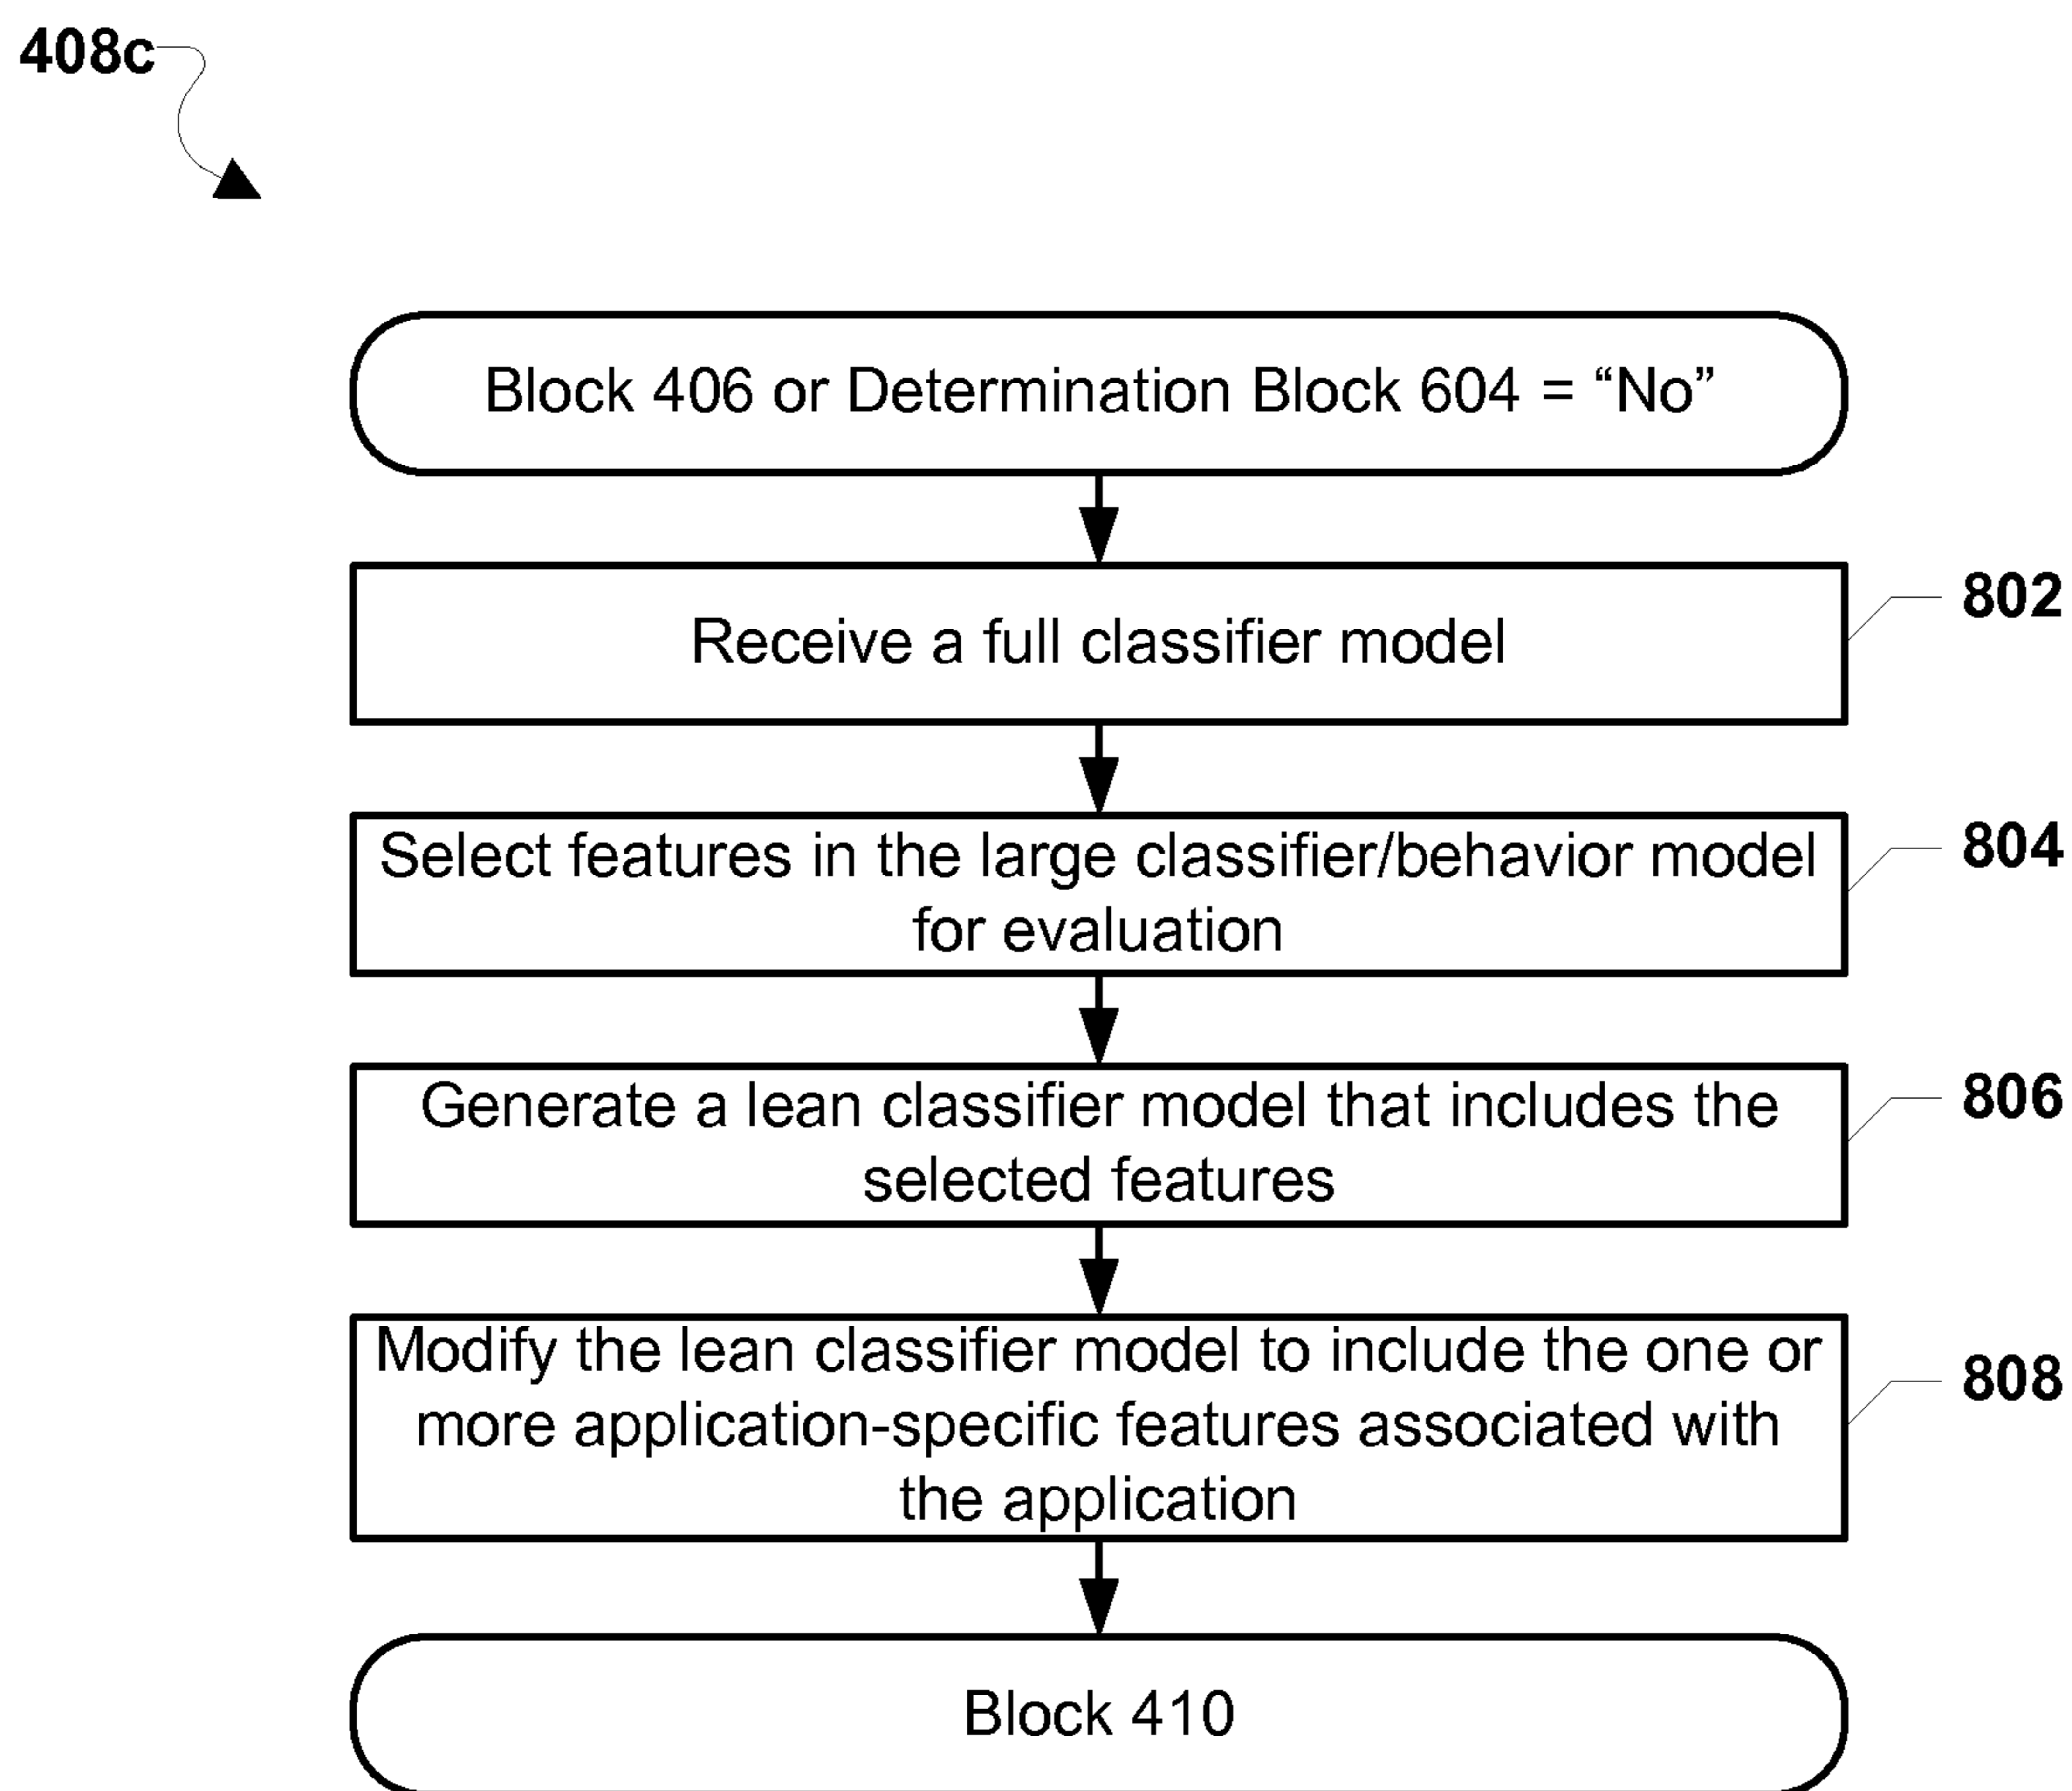 408c
Block 406 or Determination Block 604 = “No”
Receive a full classifier model
802
Select features in the large classifier/behavior model
for evaluation
804
Generate a lean classifier model that includes the
selected features
806
Modify the lean classifier model to include the one or
more application-specific features associated with
the application
808
Block 410